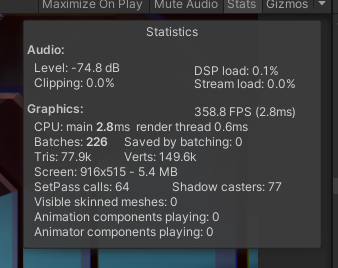 Maximize On Play Mute Audio Stats Gizmos
Statistics
Audio:
Level: -74.8 dB DSP load: 0.1%
Clipping: 0.0% Stream load: 0.0%
Graphics: 358.8 FPS (2.8ms)
CPU: main 2.8ms render thread 0.6ms
Batches: 226 Saved by batching: 0
Tris: 77.9k Verts: 149.6k
Screen: 916x515 - 5.4 MB
SetPass calls: 64 Shadow casters: 77
Visible skinned meshes: 0
Animation components playing: 0
Animator components playing: 0